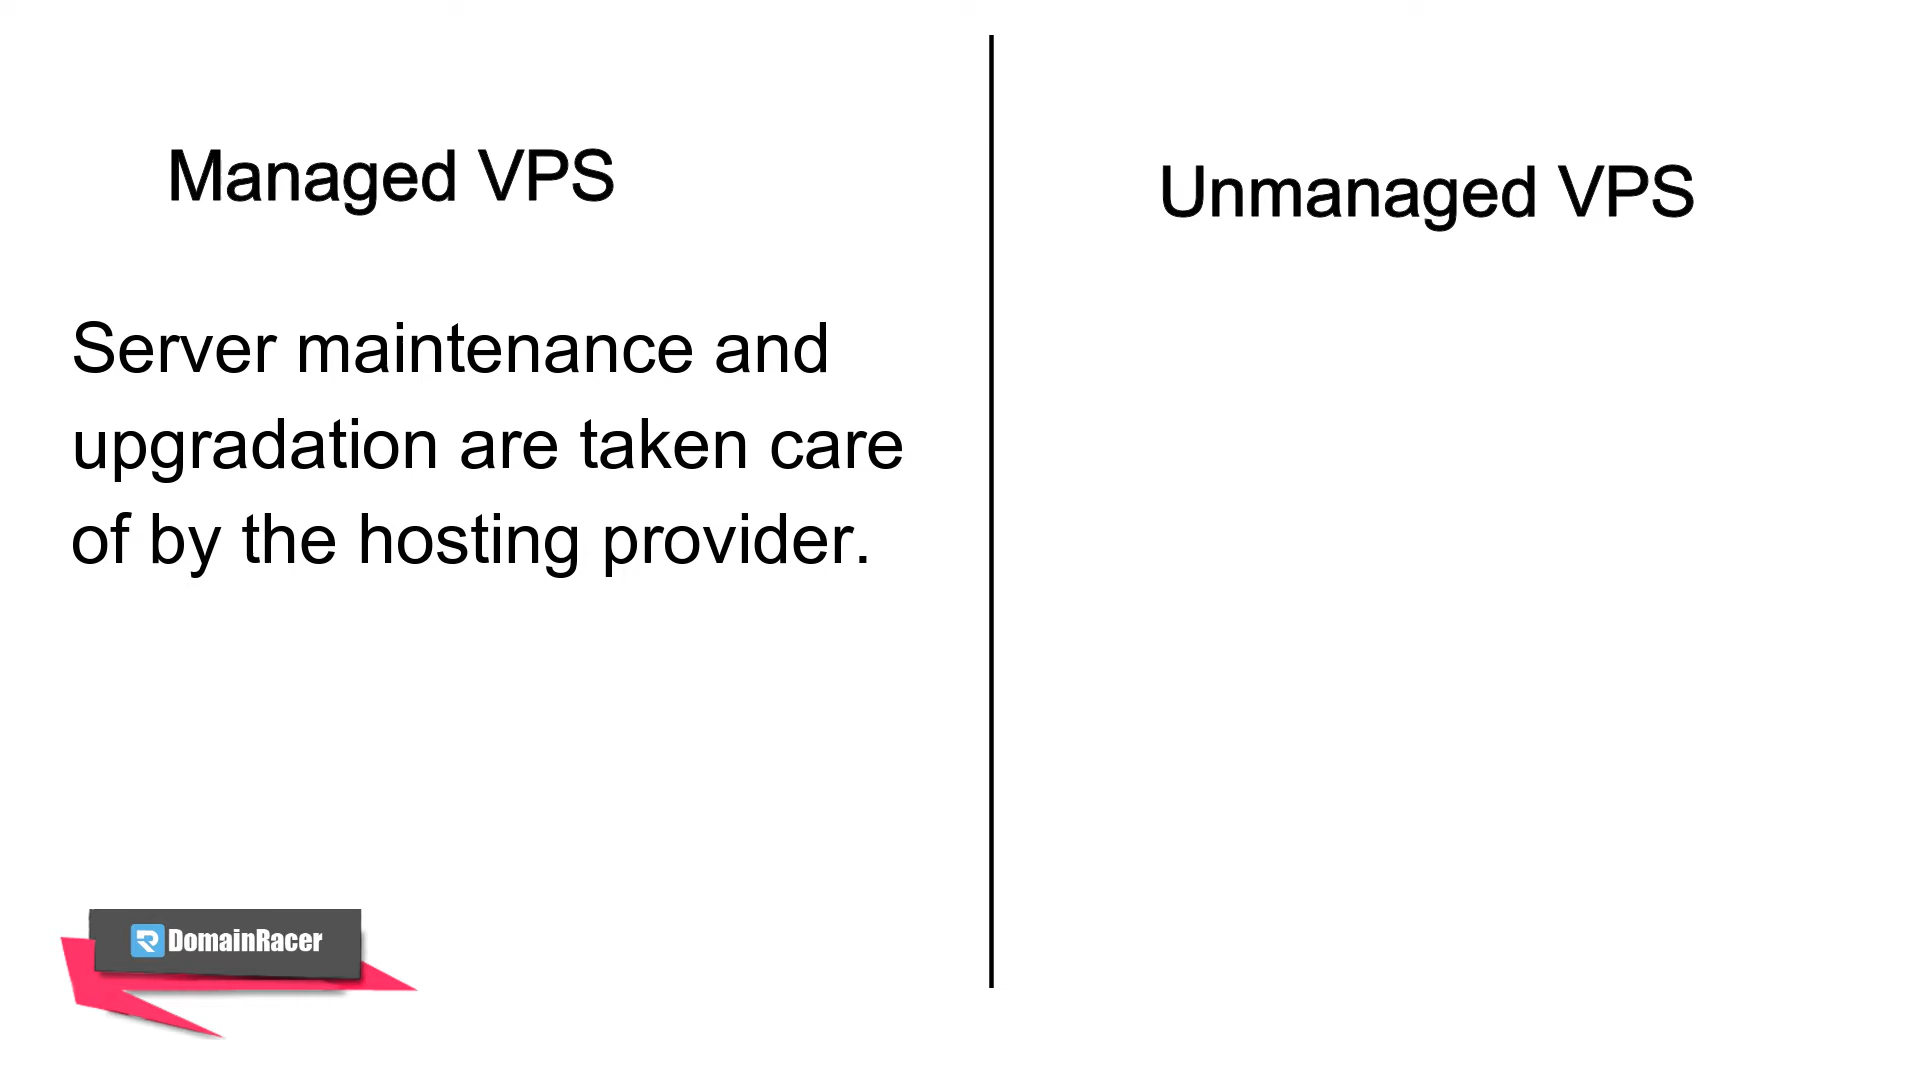 Managed VPS
Server maintenance and
upgradation are taken care
of by the hosting provider.
Unmanaged VPS
DomainRacer